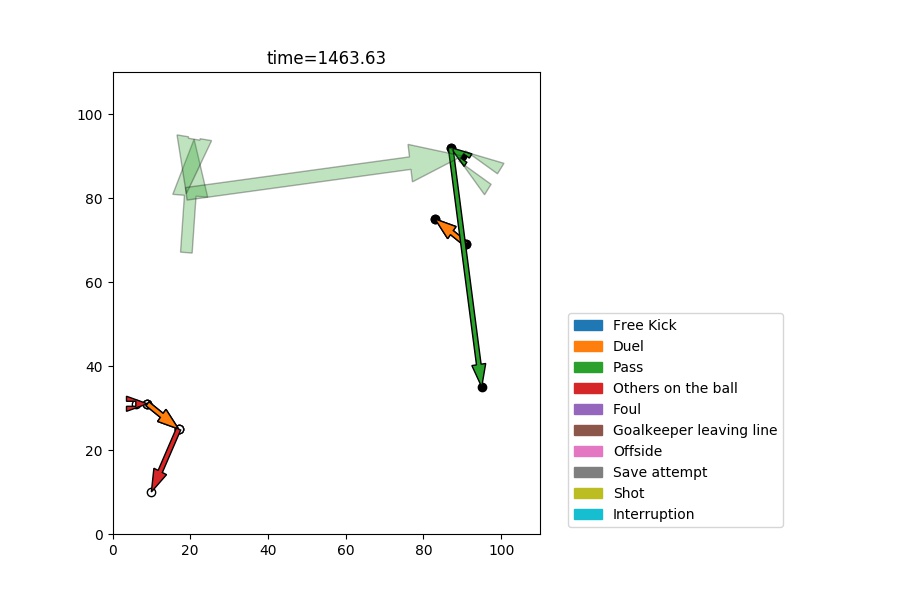 time=1463.63
100
80
60
40
20
0
0 20 40 60 80 100
Free Kick
Duel
Pass
Others on the ball
Foul
Goalkeeper leaving line
Offside
Save attempt
Shot
Interruption